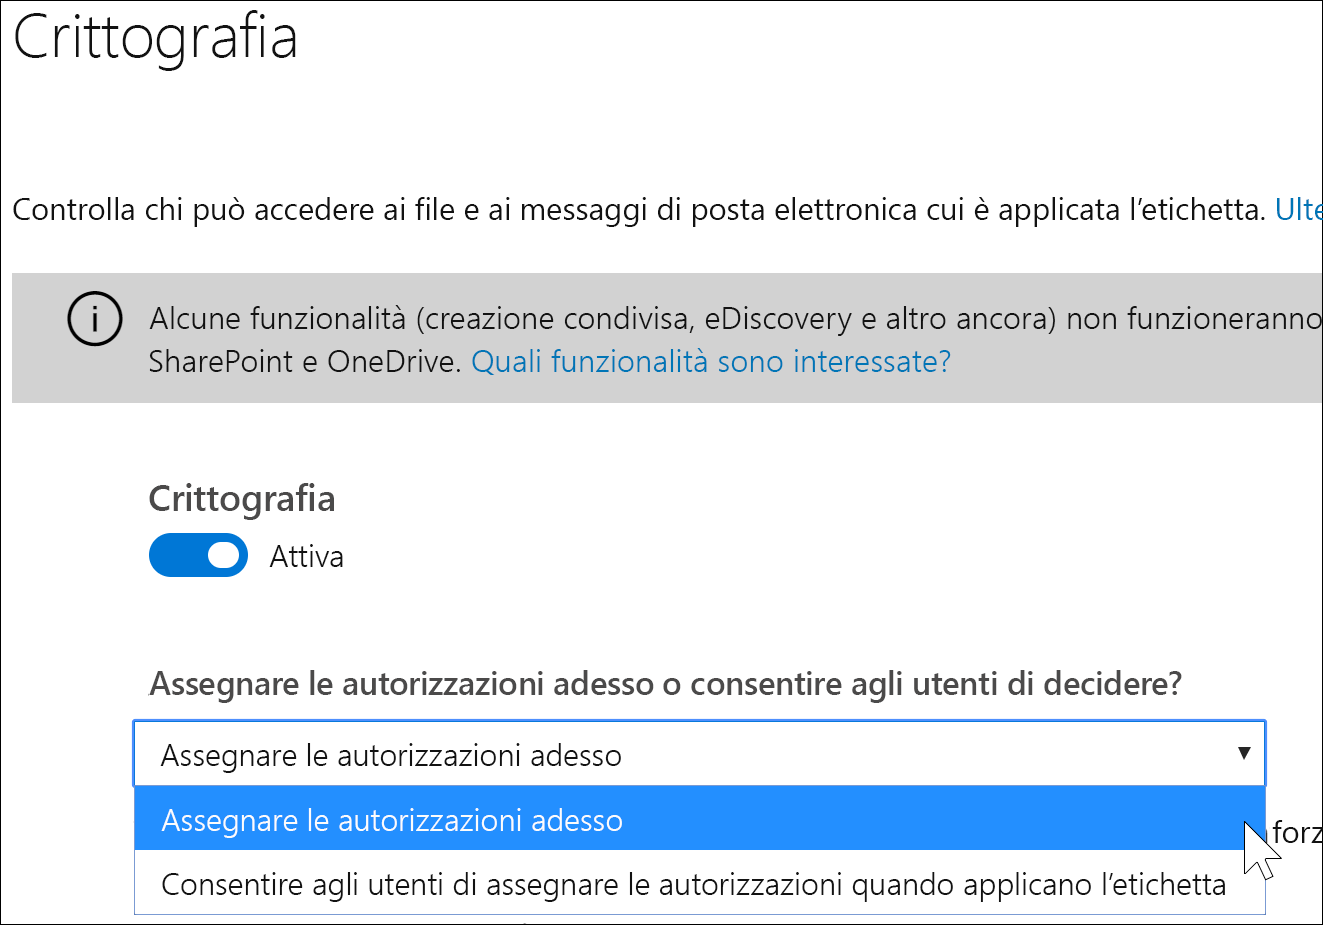 Crittografia
Controlla chi può accedere ai file e ai messaggi di posta elettronica cui è applicata l’etichetta.
Alcune funzionalità (creazione condivisa, eDiscovery e altro ancora) non funzioneranno
SharePoint e OneDrive. Quali funzionalità sono interessate?
Crittografia
Attiva
Assegnare le autorizzazioni adesso o consentire agli utenti di decidere?
Assegnare le autorizzazioni adesso
Assegnare le autorizzazioni adesso
Consentire agli utenti di assegnare le autorizzazioni quando applicano l’etichetta